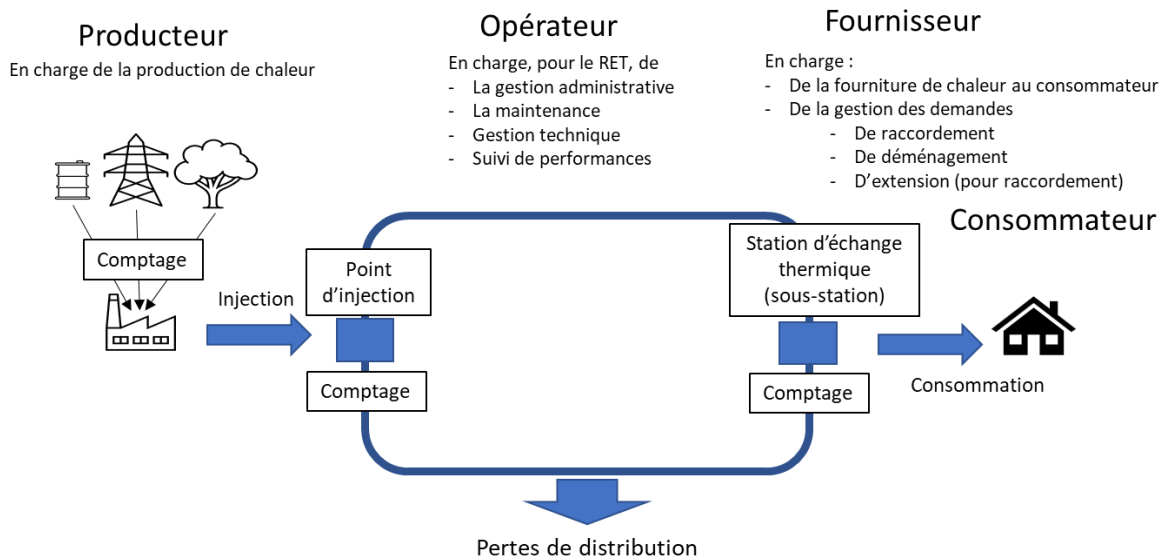 Producteur
En charge de la production de chaleur
Opérateur
En charge, pour le RET, de
- La gestion administrative
- La maintenance
- Gestion technique
- Suivi de performances
Fournisseur
En charge :
- De la fourniture de chaleur au consommateur
- De la gestion des demandes
- De raccordement
- De déménagement
- D’extension (pour raccordement)
Consommateur
Comptage
Injection
Point
d’injection
Comptage
Station d’échange
thermique
(sous-station)
Comptage
Consommation
Pertes de distribution